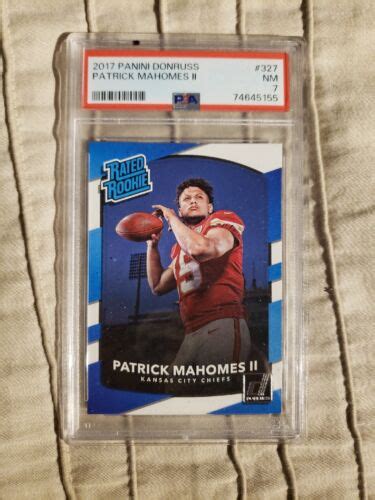 2017 PANINI DONRUSS #327
PATRICK MAHOMES II NM
7
PSA 74645155
RATED
ROOKIE
15
PATRICK MAHOMES II
KANSAS CITY CHIEFS